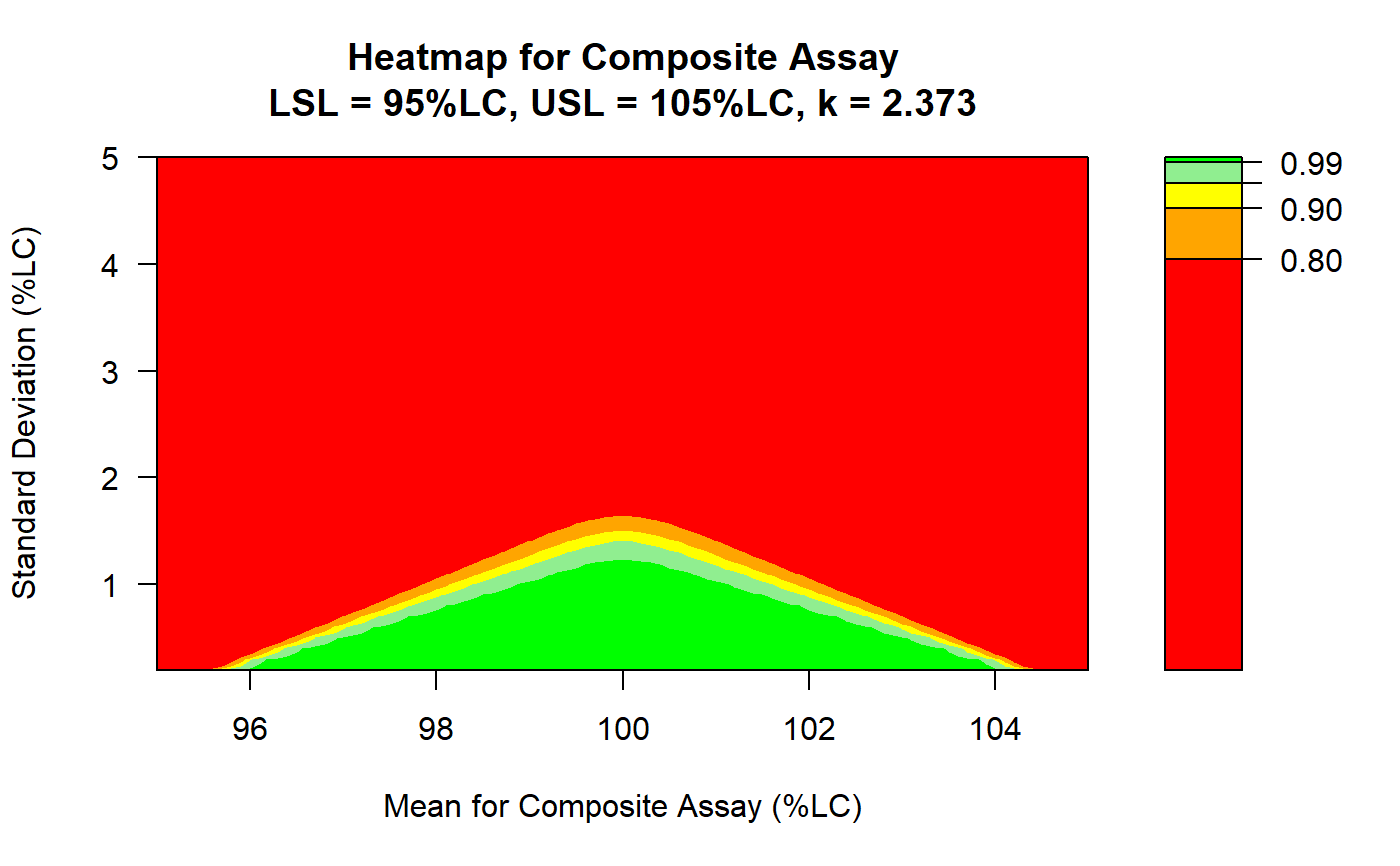 Heatmap for Composite Assay
LSL = 95%LC, USL = 105%LC, k = 2.373
Standard Deviation (%LC)
5
4
3
2
1
96 98 100 102 104
Mean for Composite Assay (%LC)
0.99
0.90
0.80